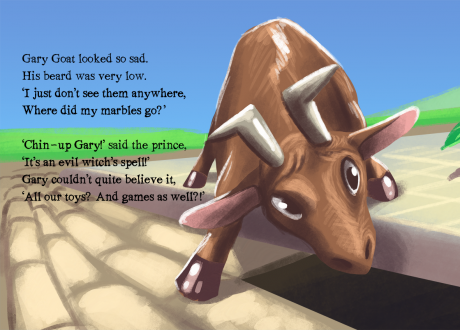 Gary Goat looked so sad.
His beard was very low.
‘I just don't see them anywhere,
Where did my marbles go?’
‘Chin-up Gary!’ said the prince,
‘It's an evil witch's spell!’
Gary couldn't quite believe it,
‘All our toys? And games as well?!’